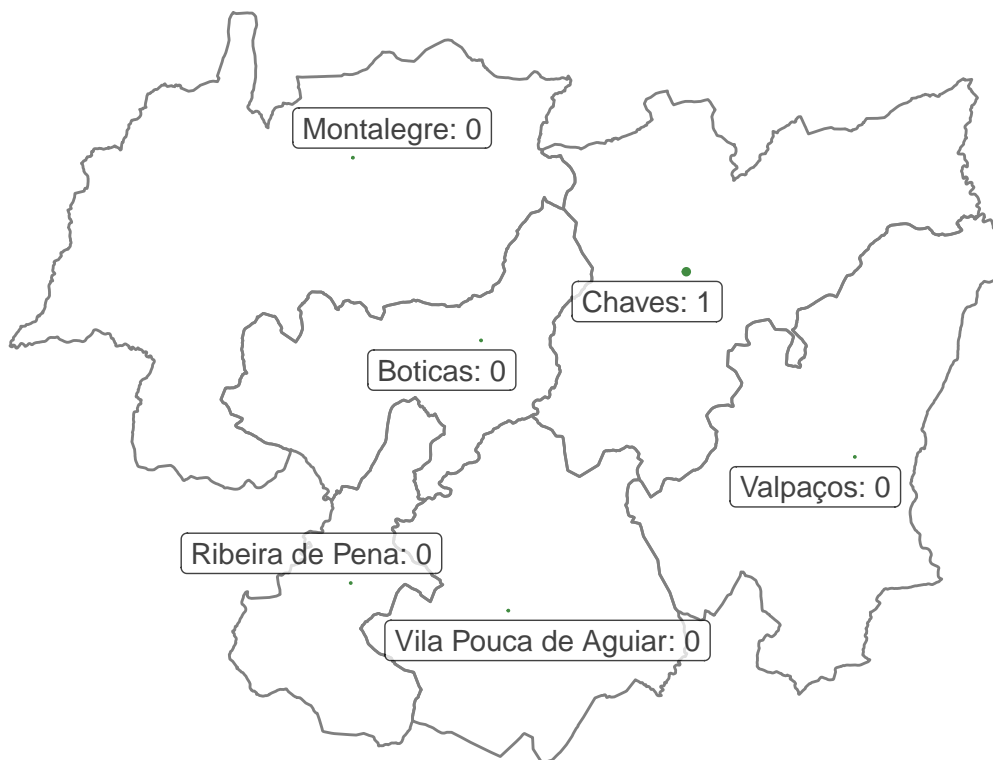 Montalegre: 0
Chaves: 1
Boticas: 0
Valpaços: 0
Ribeira de Pena: 0
Vila Pouca de Aguiar: 0